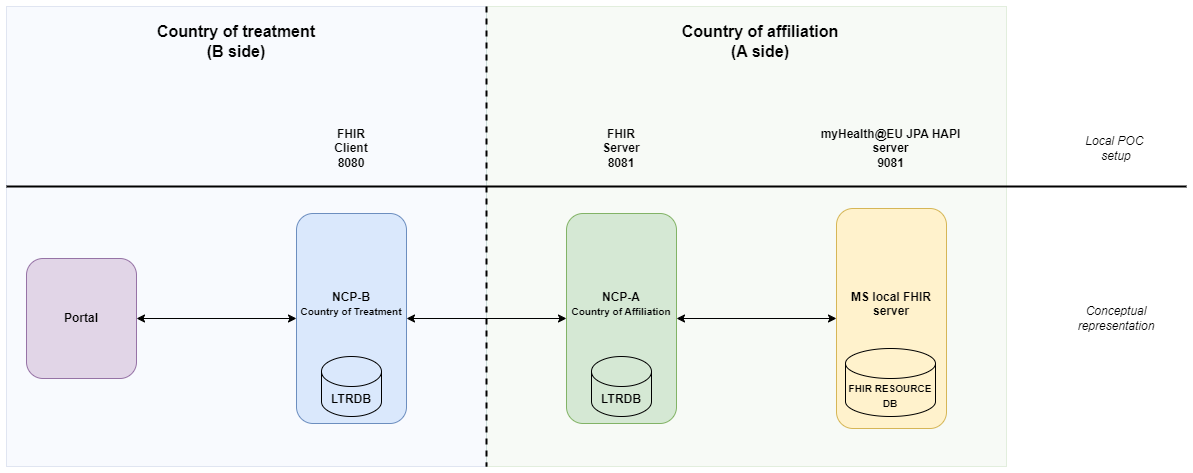 Country of treatment
(B side)
Country of affiliation
(A side)
FHIR
Client
8080
FHIR
Server
8081
myHealth@EU JPA HAPI
server
9081
Local POC
setup
Portal
NCP-B
Country of Treatment
LTRDB
NCP-A
Country of Affiliation
LTRDB
MS local FHIR
server
FHIR RESOURCE
DB
Conceptual
representation